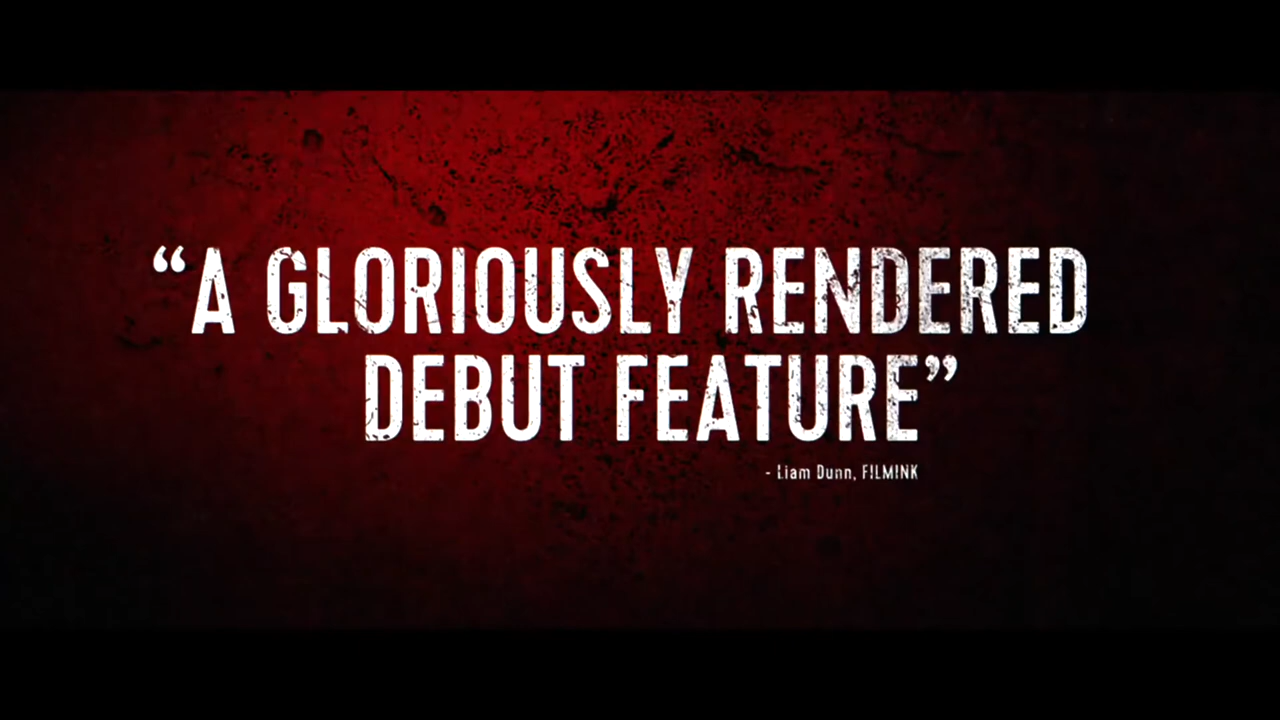 “A GLORIOUSLY RENDERED
DEBUT FEATURE”
- Liam Dunn, FILMINK